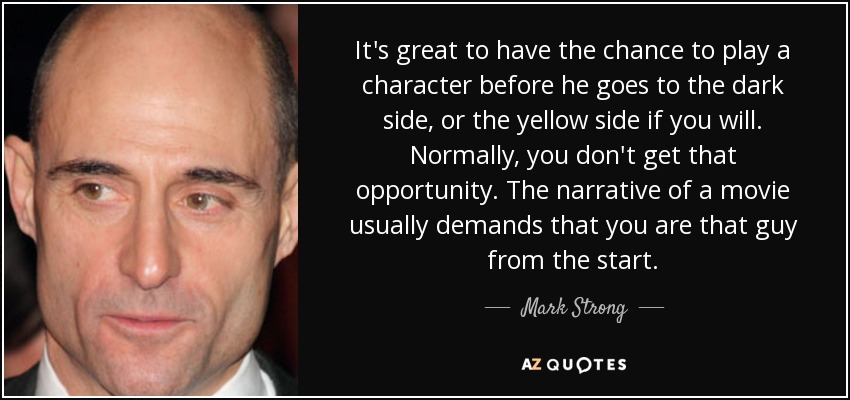 It's great to have the chance to play a
character before he goes to the dark
side, or the yellow side if you will.
Normally, you don't get that
opportunity. The narrative of a movie
usually demands that you are that guy
from the start.
Mark Strong
AZ QUOTES